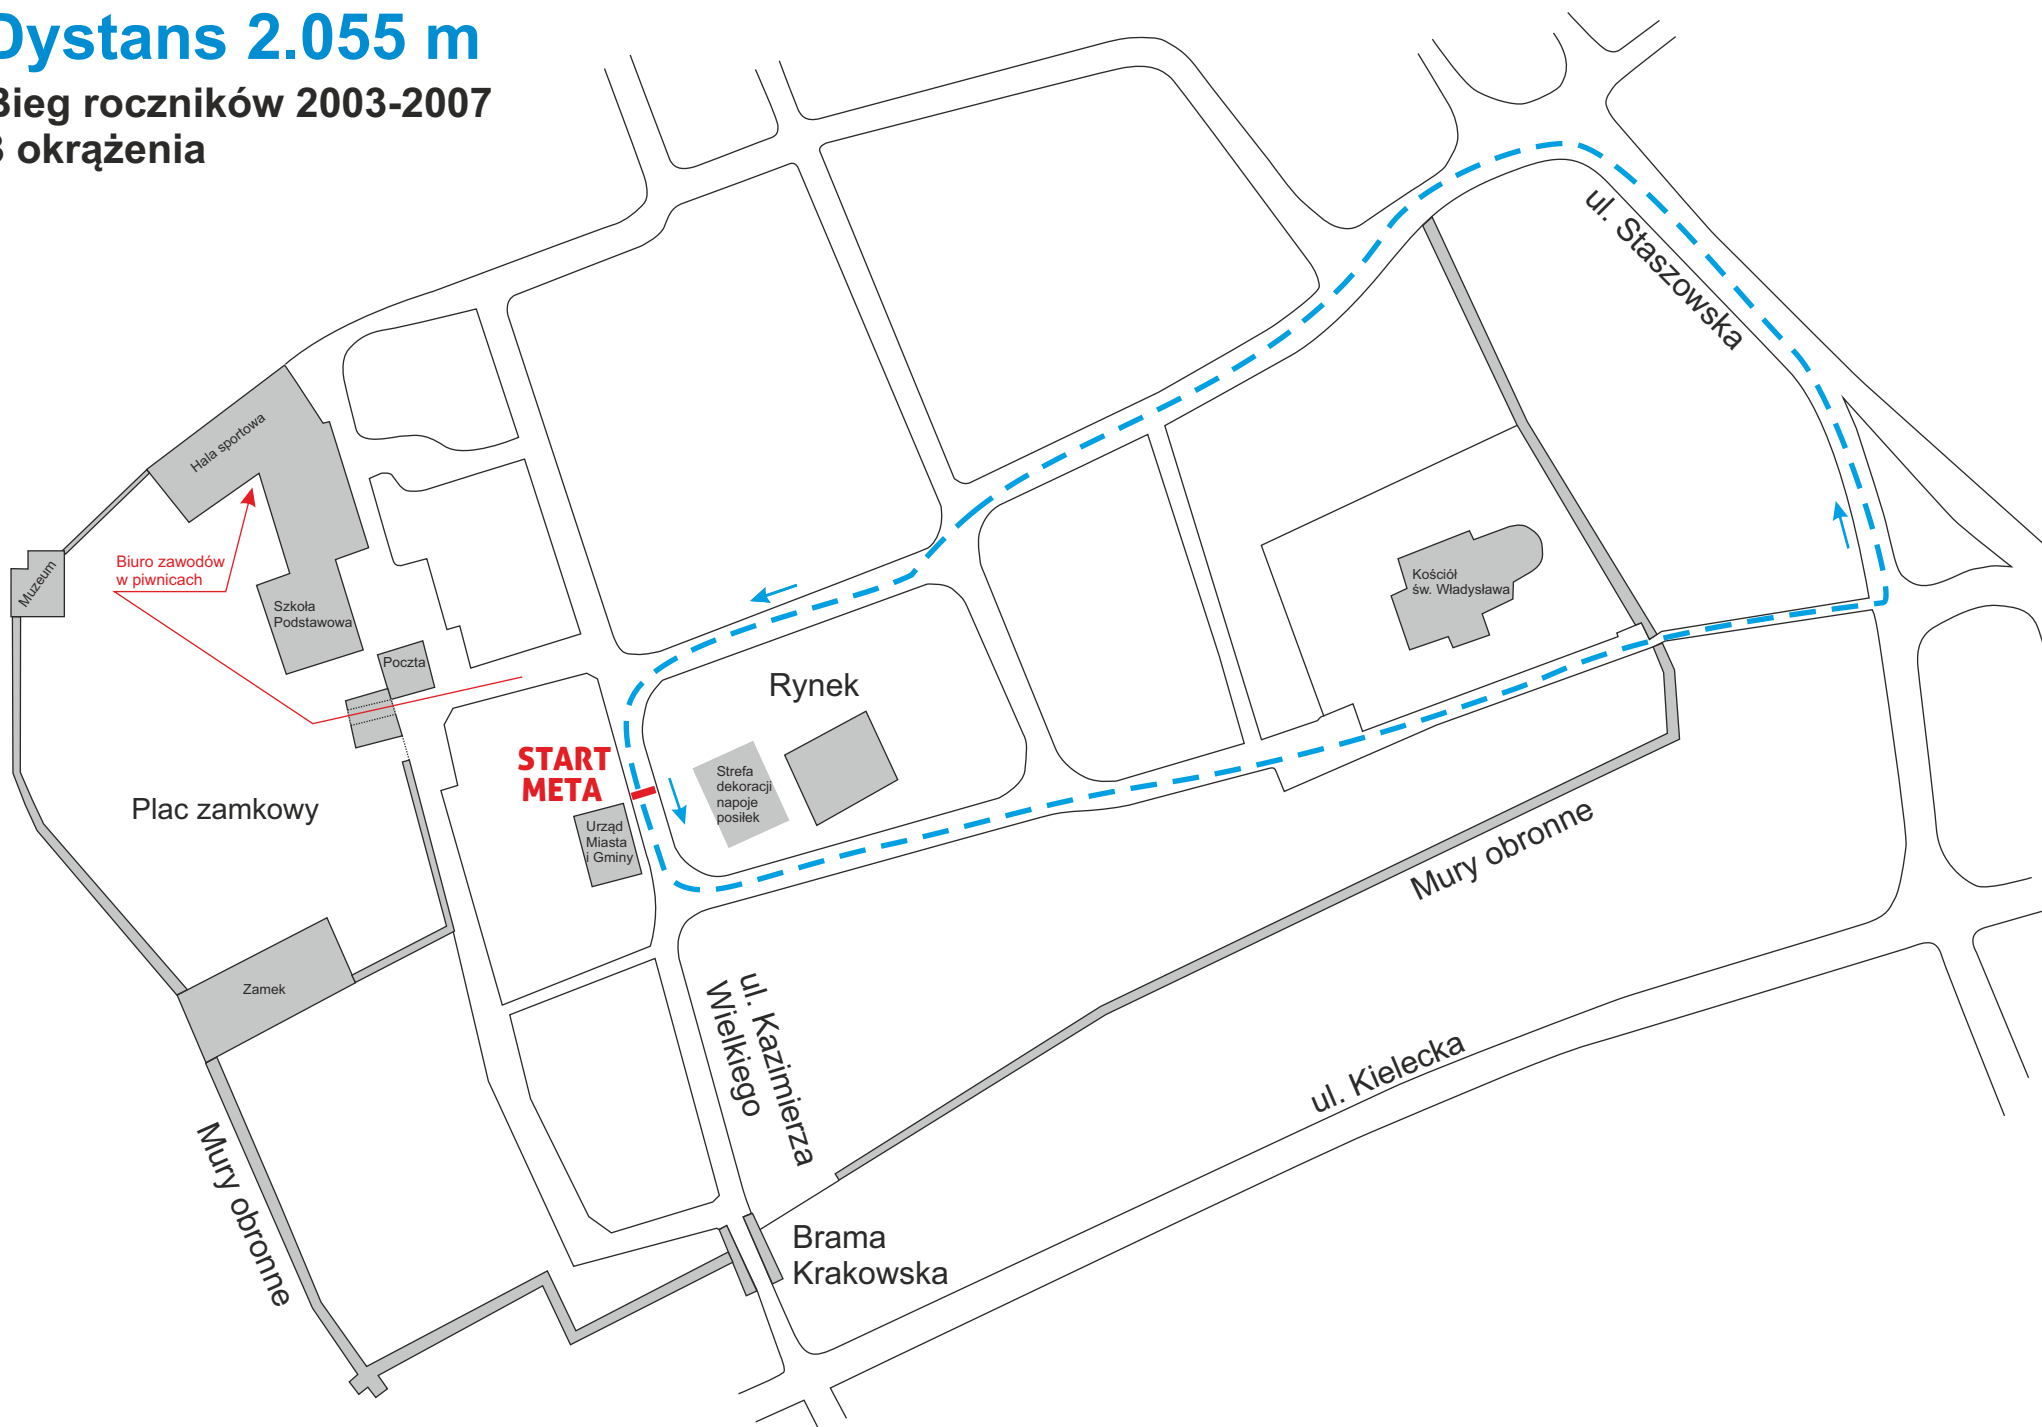 Dystans 2.055 m
Bieg roczników 2003-2007
3 okrążenia
ul. Staszowska
Hala sportowa
Biuro zawodów
w piwnicach
Muzeum
Szkoła
Podstawowa
Poczta
Kościół
św. Władysława
Rynek
START
META
Strefa
dekoracji
napoje
posiłek
Plac zamkowy
Urząd
Miasta
i Gminy
Mury obronne
Zamek
ul. Kazimierza
Wielkiego
ul. Kielecka
Mury obronne
Brama
Krakowska